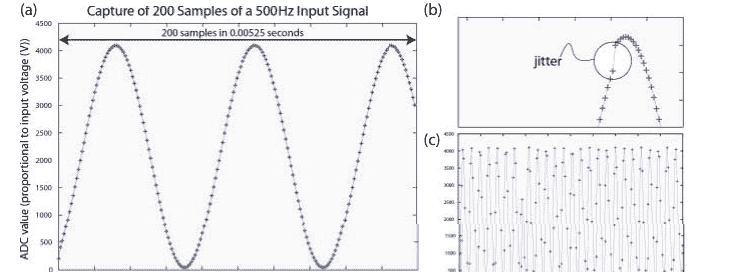 (a)
Capture of 200 Samples of a 500Hz Input Signal
200 samples in 0.00525 seconds
ADC value (proportional to input voltage (V))
4500
4000
3500
3000
2500
2000
1500
1000
500
0
(b)
jitter
(c)
4500
4000
3500
3000
2500
2000
1500
1000
500